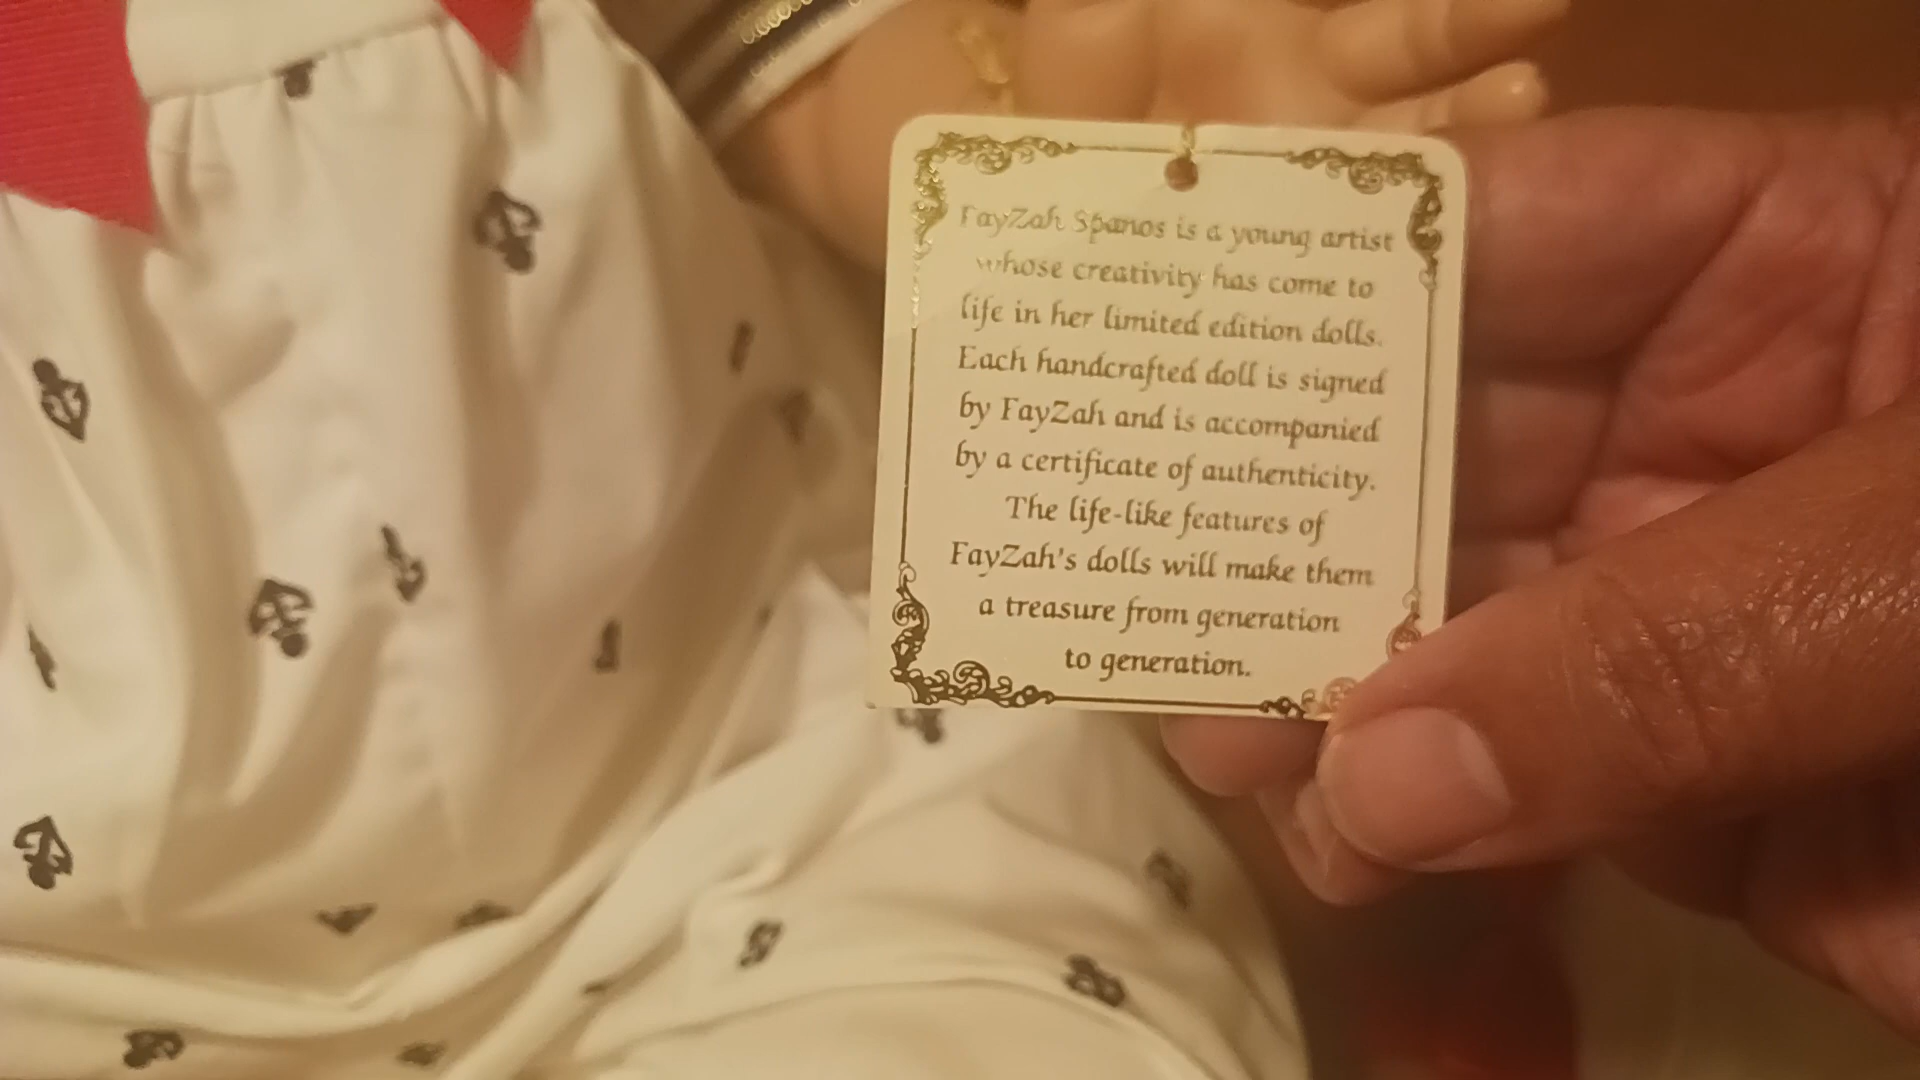 FayZah Spanos is a young artist
whose creativity has come to
life in her limited edition dolls.
Each handcrafted doll is signed
by FayZah and is accompanied
by a certificate of authenticity.
The life-like features of
FayZah's dolls will make them
a treasure from generation
to generation.